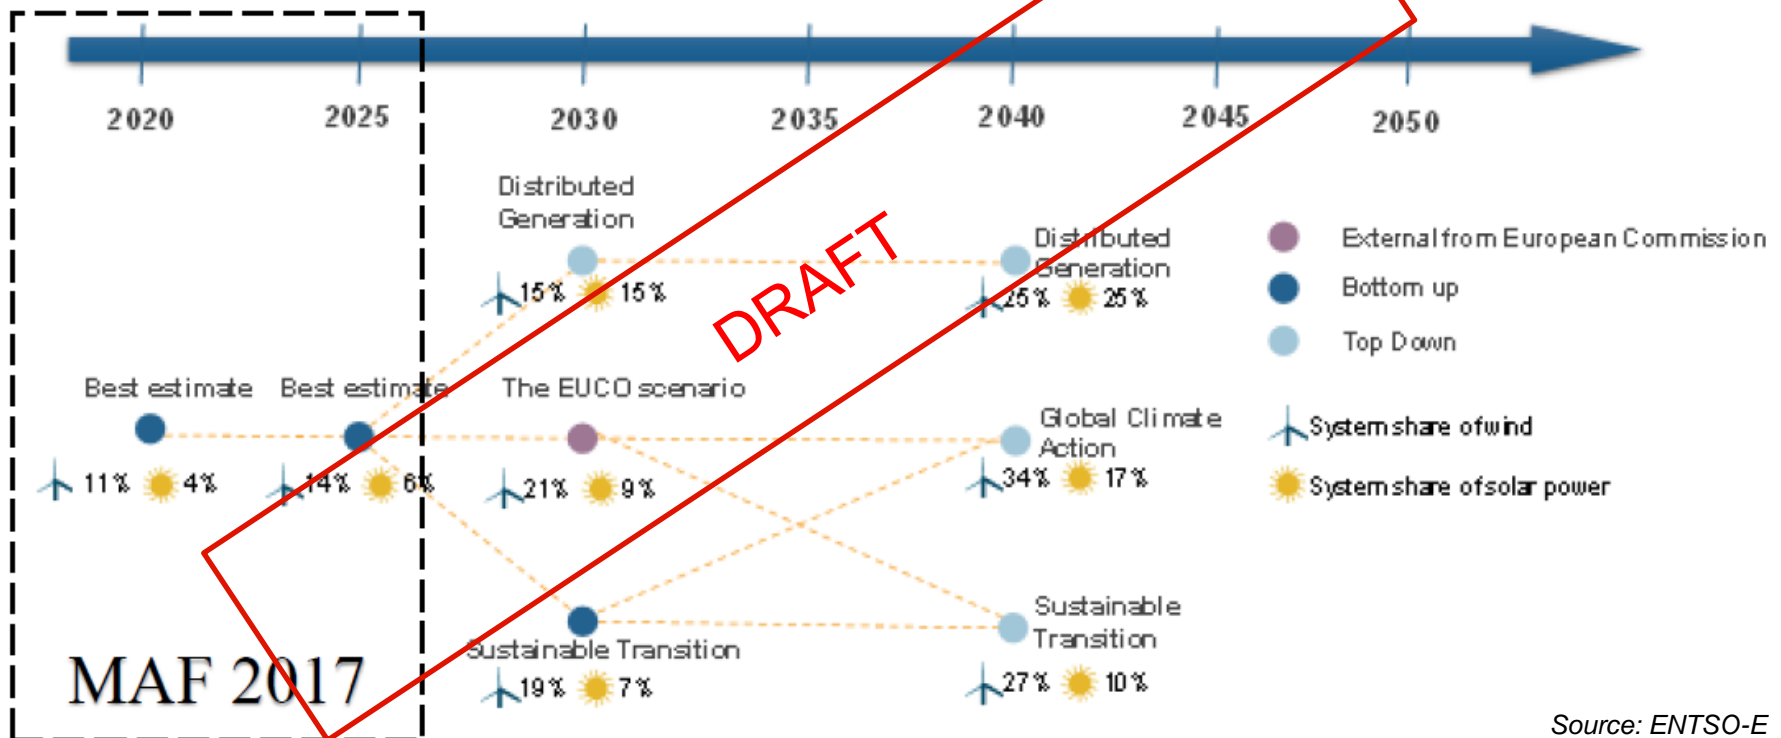 2020 2025 2030 2035 2040 2045 2050
Distributed
Generation
15% 15%
DRAFT
Distributed
Generation
25% 25%
External from European Commission
Bottom up
Top Down
Best estimate Best estimate The EUCO scenario
11% 4% 14% 6% 21% 9%
Global Climate
Action
34% 17%
System share of wind
System share of solar power
Sustainable Transition
19% 7%
Sustainable
Transition
27% 10%
MAF 2017
Source: ENTSO-E